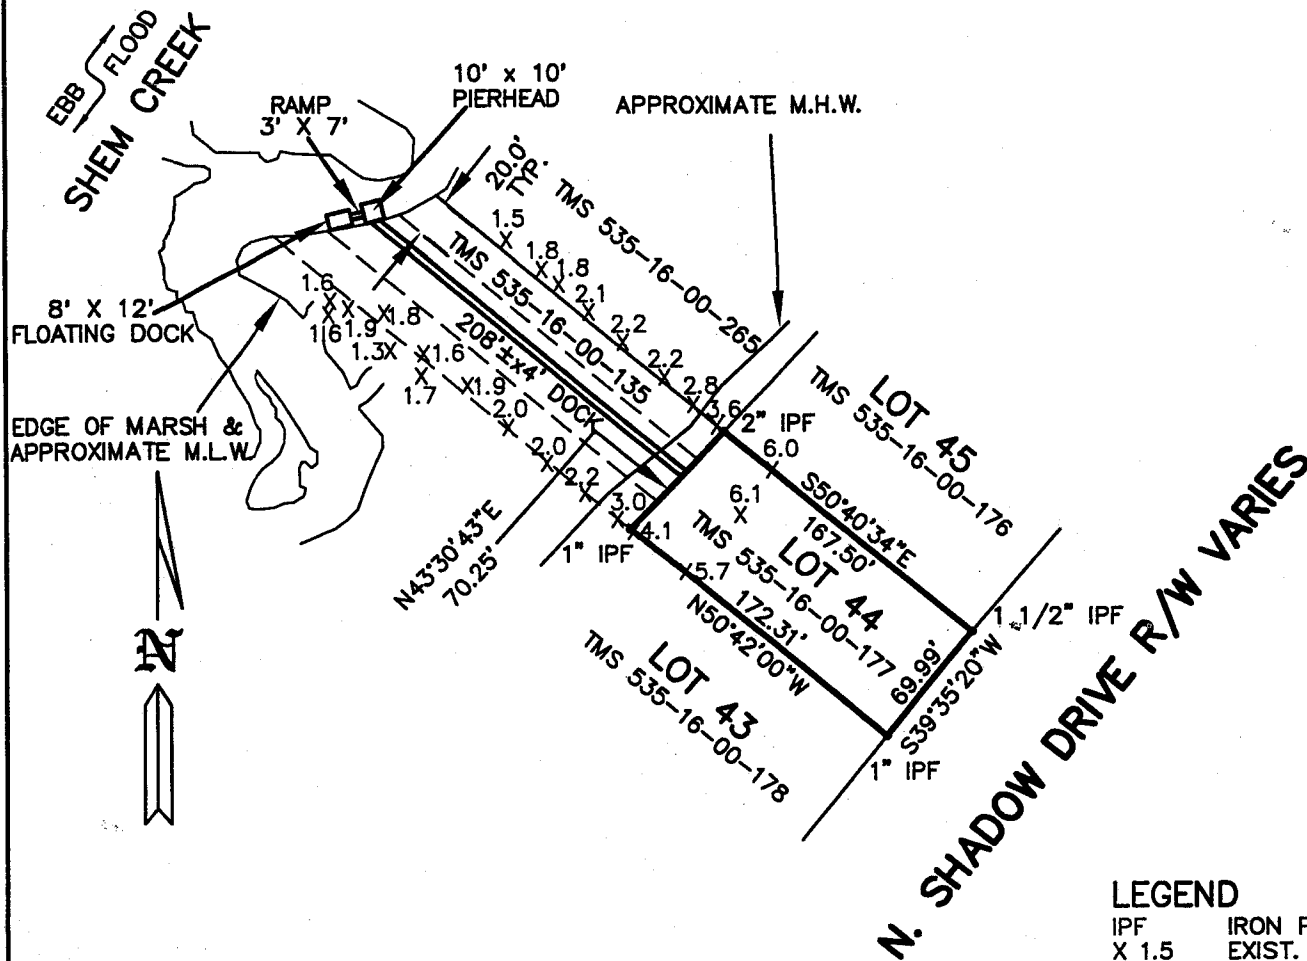 EBB
FLOOD
SHEM CREEK
RAMP
3' X 7'
10' x 10'
PIERHEAD
APPROXIMATE M.H.W.
20.0'
TYP.
TMS 535-16-00-265
TMS 535-16-00-135
208'±x4' DOCK
1.5
1.8
1.8
2.1
2.2
2.2
2.8
3.6
2" IPF
8' X 12'
FLOATING DOCK
1.6
1.6
1.9
1.8
1.3
1.6
1.7
1.9
2.0
2.0
2.2
3.0
4.1
1" IPF
EDGE OF MARSH &
APPROXIMATE M.L.W.
N43°30'43"E
70.25'
LOT 45
TMS 535-16-00-176
6.0
S50°40'34"E
167.50'
6.1
LOT 44
TMS 535-16-00-177
5.7
172.31'
N50°42'00"W
LOT 43
TMS 535-16-00-178
69.99'
S39°35'20"W
1 1/2" IPF
1" IPF
N
N. SHADOW DRIVE R/W VARIES
LEGEND
IPF IRON
X 1.5 EXIST.